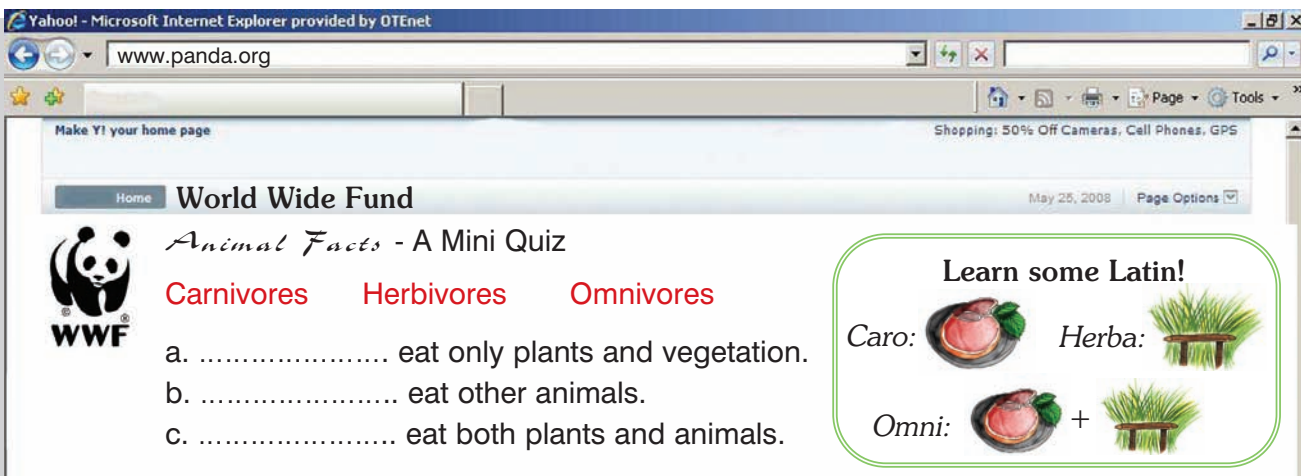 Yahoo! - Microsoft Internet Explorer provided by OTEnet
www.panda.org
Page Tools
Make Y! your home page Shopping: 50% Off Cameras, Cell Phones, GPS
Home World Wide Fund May 25, 2008 Page Options
Animal Facts - A Mini Quiz
Carnivores Herbivores Omnivores
a. ...................... eat only plants and vegetation.
b. ....................... eat other animals.
c. ....................... eat both plants and animals.
© ®
WWF
Learn some Latin!
Caro: Herba:
Omni: +